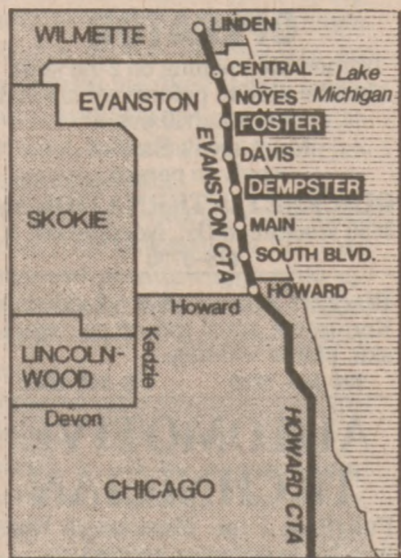 WILMETTE
LINDEN
CENTRAL
Lake
Michigan
EVANSTON
NOYES
FOSTER
DAVIS
EVANSTON CTA
DEMPSTER
SKOKIE
MAIN
SOUTH BLVD.
HOWARD
Howard
LINCOLN-
WOOD
Kedzie
Devon
HOWARD CTA
CHICAGO